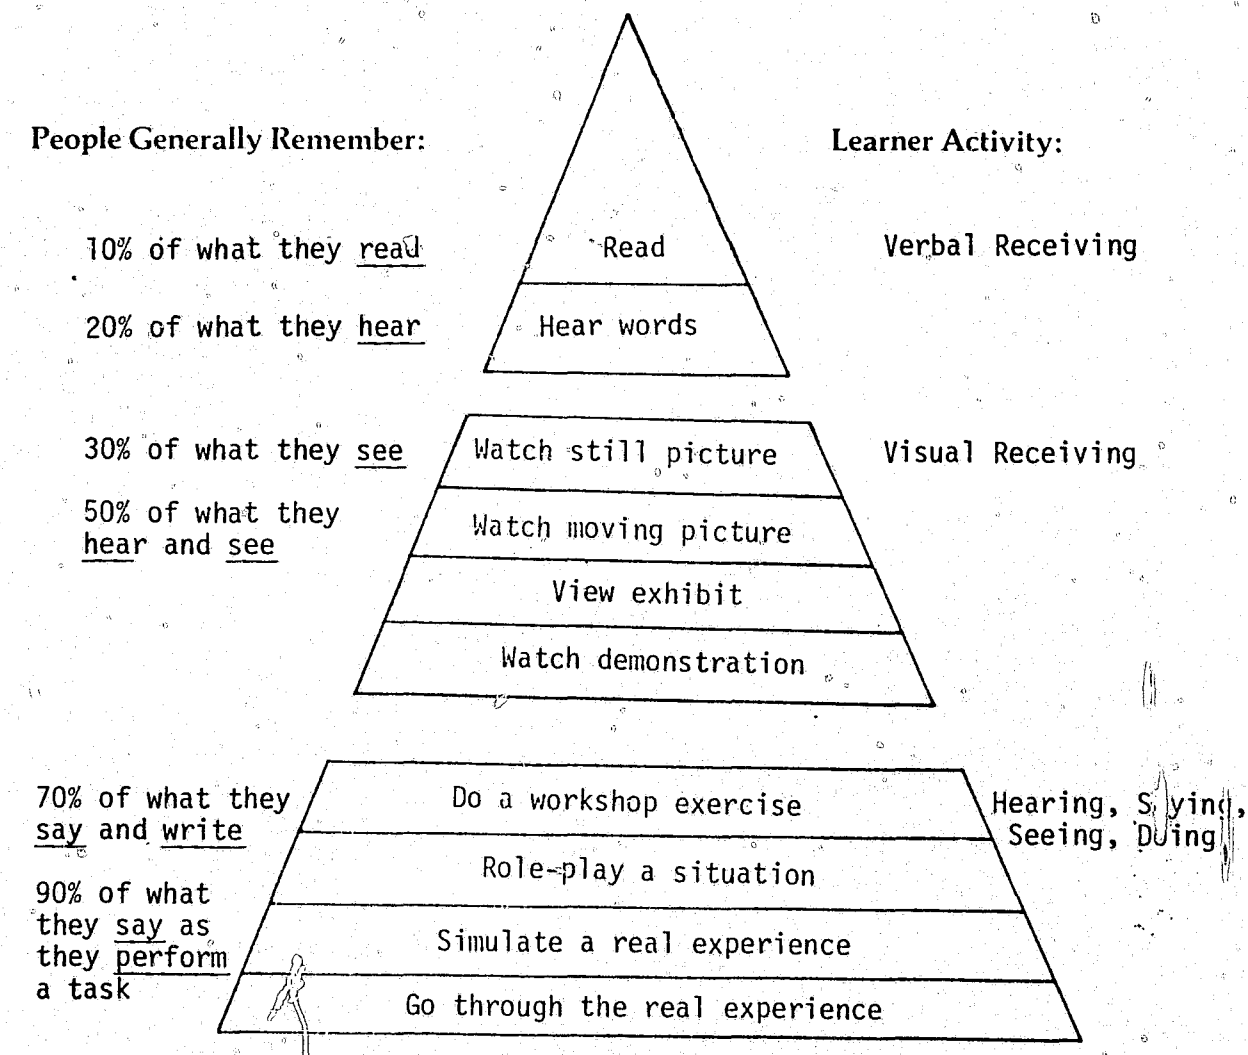 People Generally Remember:
Learner Activity:
10% of what they read
Read
Verbal Receiving
20% of what they hear
Hear words
30% of what they see
Watch still picture
Visual Receiving
50% of what they
hear and see
Watch moving picture
View exhibit
Watch demonstration
70% of what they
say and write
Do a workshop exercise
Hearing, Saying,
Seeing, Doing
Role-play a situation
90% of what
they say as
they perform
a task
Simulate a real experience
Go through the real experience